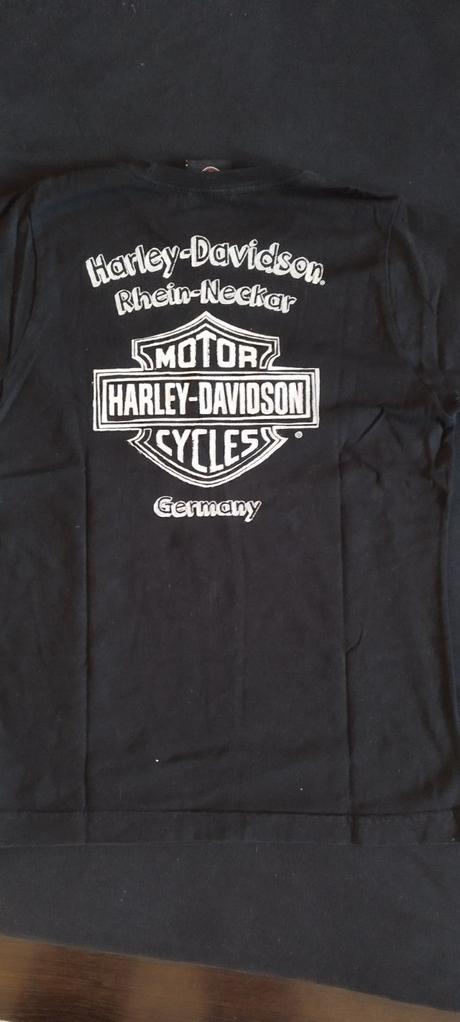 Harley-Davidson®
Rhein-Neckar
MOTOR
HARLEY-DAVIDSON
CYCLES
®
Germany